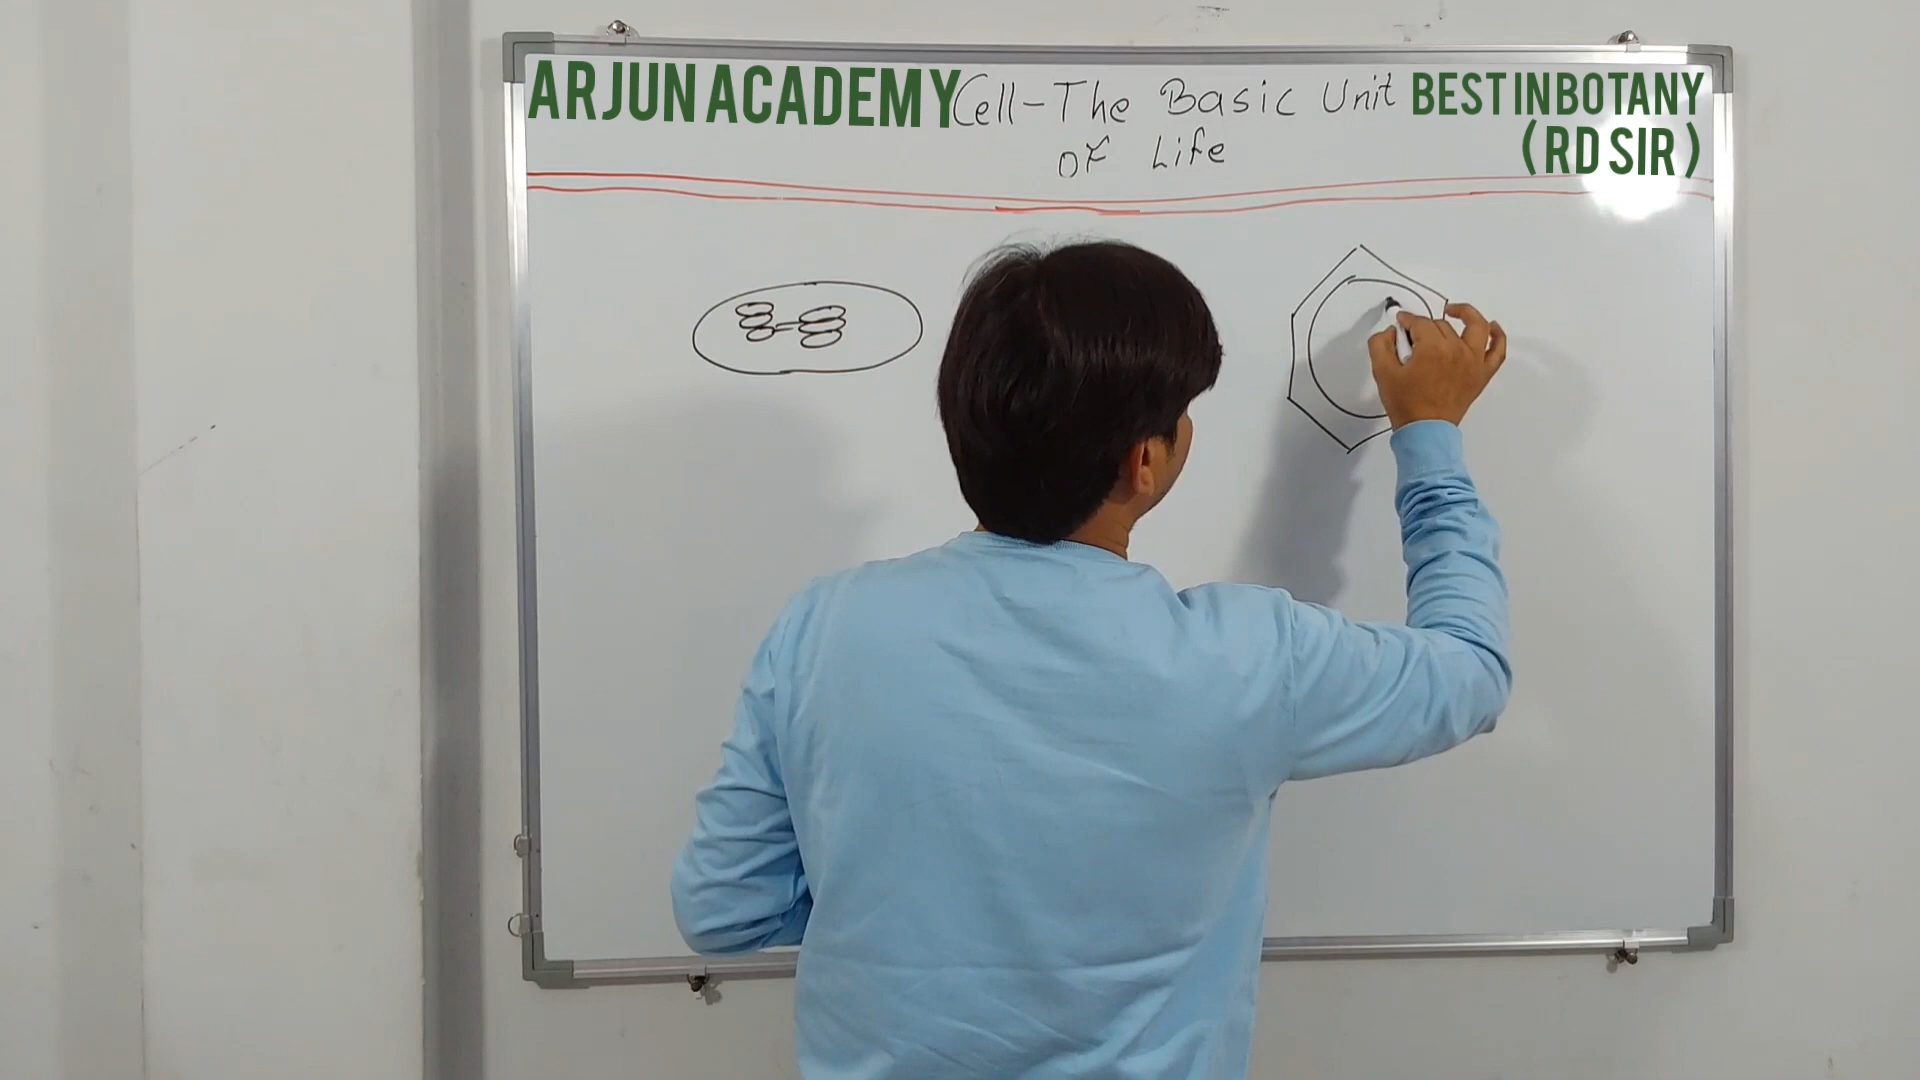 ARJUN ACADEMY
Cell-The Basic Unit
of Life
BEST IN BOTANY
(RD SIR)